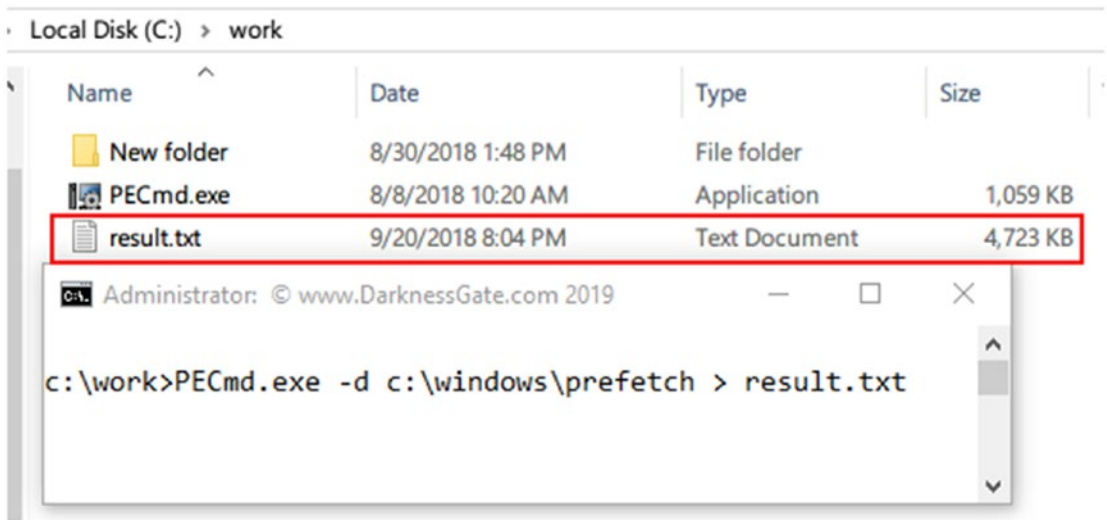 Local Disk (C:) > work
Name Date Type Size
New folder 8/30/2018 1:48 PM File folder
PECmd.exe 8/8/2018 10:20 AM Application 1,059 KB
result.txt 9/20/2018 8:04 PM Text Document 4,723 KB
C:\. Administrator: © www.DarknessGate.com 2019
c:\work>PECmd.exe -d c:\windows\prefetch > result.txt